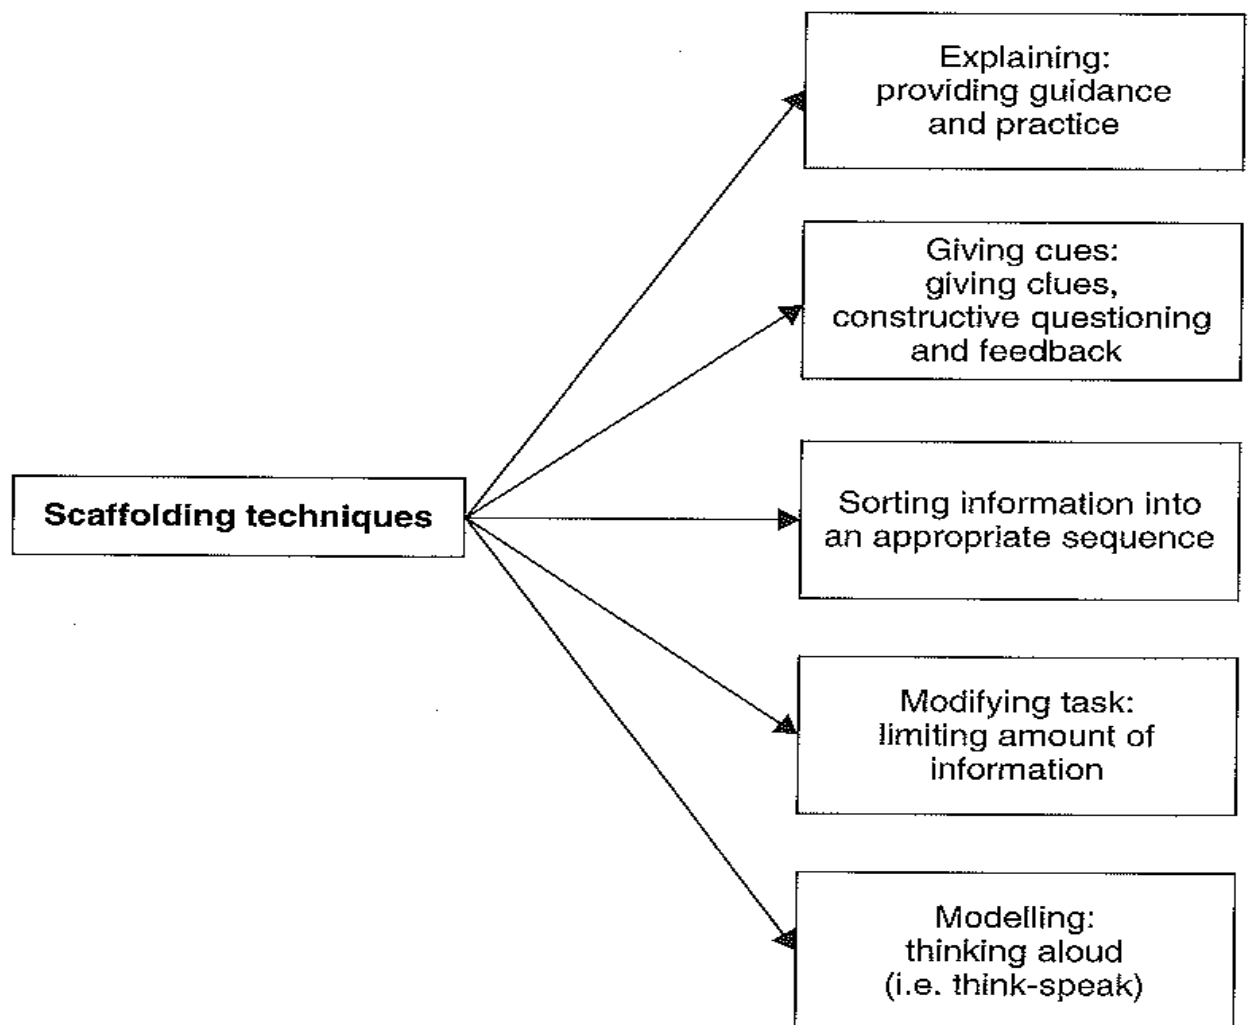 Explaining:
providing guidance
and practice
Giving cues:
giving clues,
constructive questioning
and feedback
Scaffolding techniques
Sorting information into
an appropriate sequence
Modifying task:
limiting amount of
information
Modelling:
thinking aloud
(i.e. think-speak)